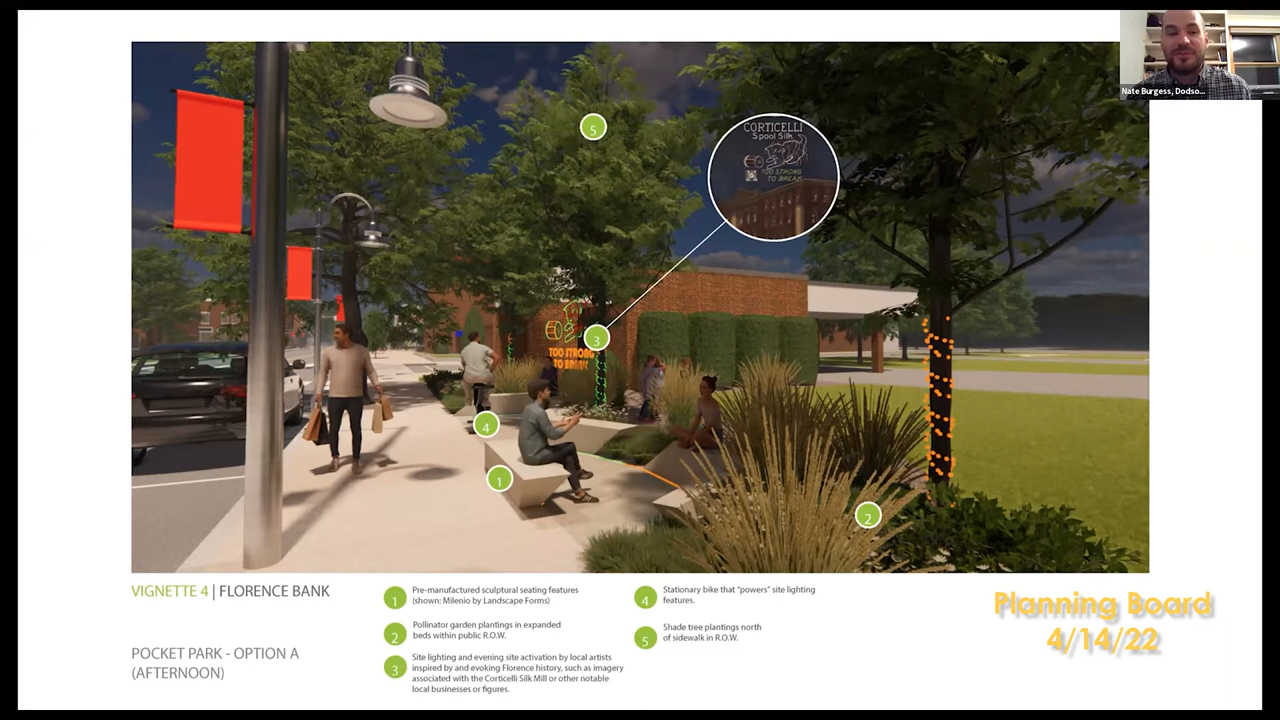 Nate Burgess, Dodso...
5
CORTICELLI
Spool Silk
TOO STRONG
TO BREAK
3
TOO STRONG
TO BREAK
4
1
2
VIGNETTE 4 | FLORENCE BANK
POCKET PARK - OPTION A
(AFTERNOON)
1 Pre-manufactured sculptural seating features
(shown: Milenio by Landscape Forms)
2 Pollinator garden plantings in expanded
beds within public R.O.W.
3 Site lighting and evening site activation by local artists
inspired by and evoking Florence history, such as imagery
associated with the Corticelli Silk Mill or other notable
local businesses or figures.
4 Stationary bike that “powers” site lighting
features.
5 Shade tree plantings north
of sidewalk in R.O.W.
Planning Board
4/14/22